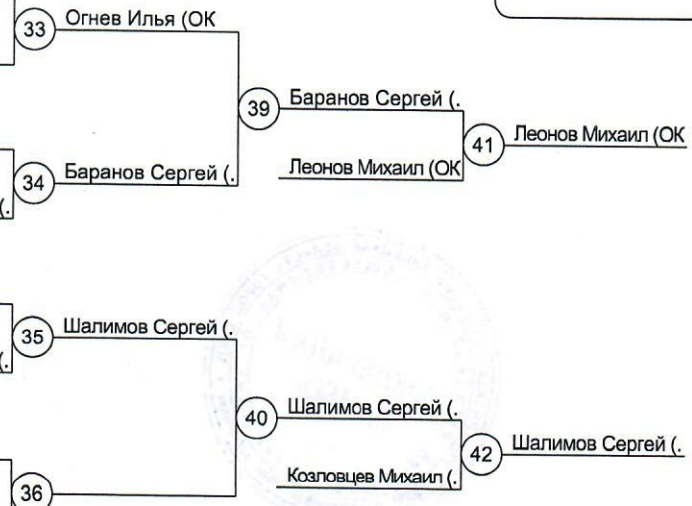 33 Огнев Илья (ОК
39 Баранов Сергей (.
41 Леонов Михаил (ОК
Леонов Михаил (ОК
34 Баранов Сергей (.
(.
35 Шалимов Сергей (.
(.
40 Шалимов Сергей (.
42 Шалимов Сергей (.
Козловцев Михаил (.
36